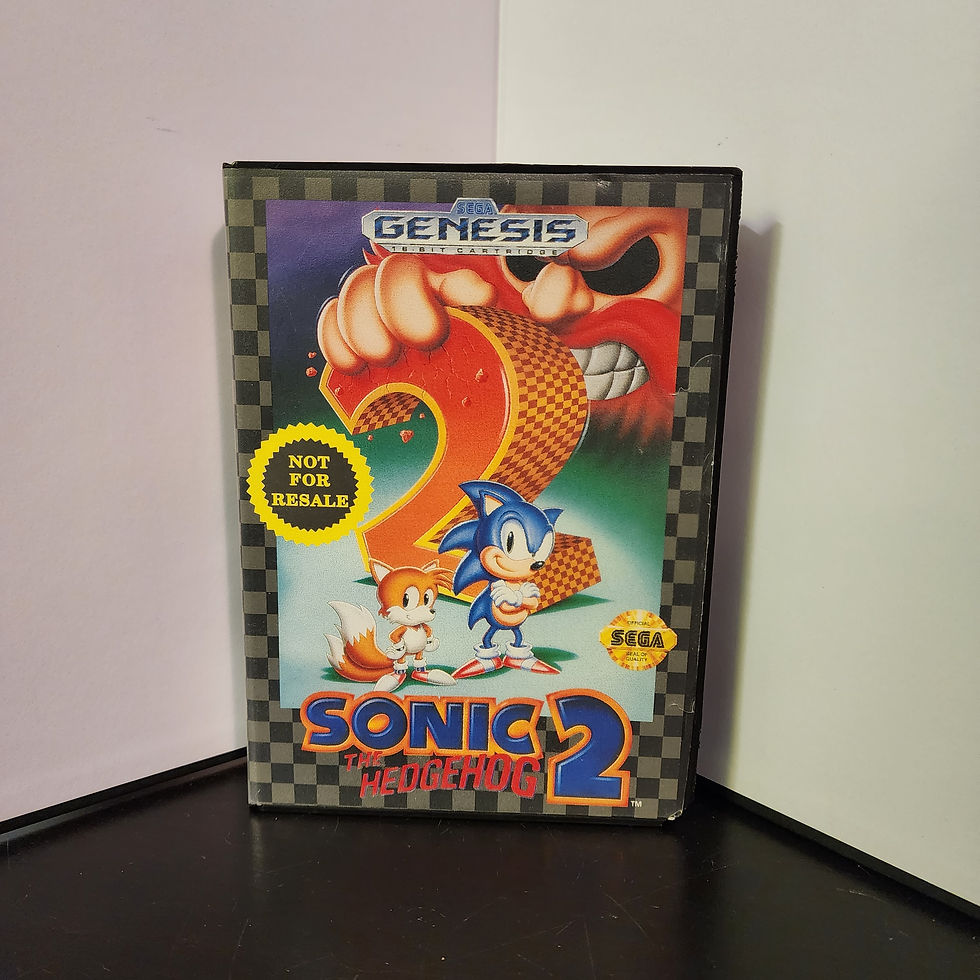 SEGA
GENESIS
16-BIT CARTRIDGE
NOT
FOR
RESALE
OFFICIAL
SEGA
SEAL OF
QUALITY
SONIC
THE
HEDGEHOG
2
TM